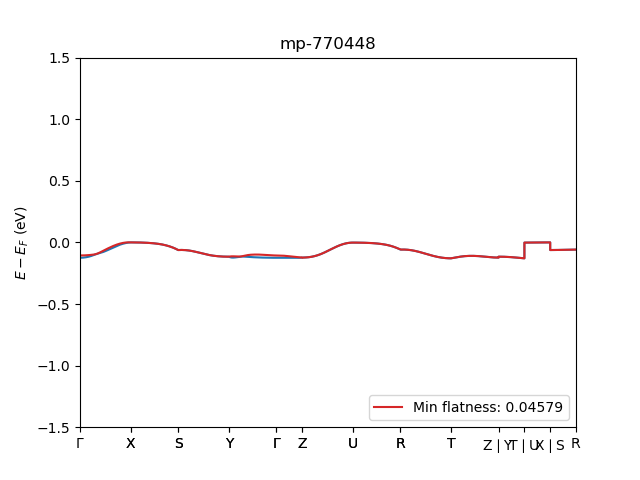 mp-770448
1.5
1.0
0.5
0.0
−0.5
−1.0
−1.5
E − E_F (eV)
Min flatness: 0.04579
Γ X S Y Γ Z U R T Z | Y T | U X | S R